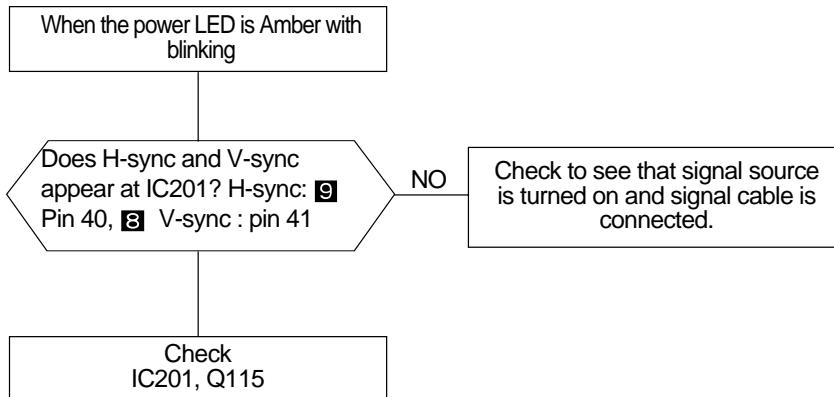 When the power LED is Amber with
blinking
Does H-sync and V-sync
appear at IC201? H-sync: 9
Pin 40, 8 V-sync : pin 41
NO
Check to see that signal source
is turned on and signal cable is
connected.
Check
IC201, Q115